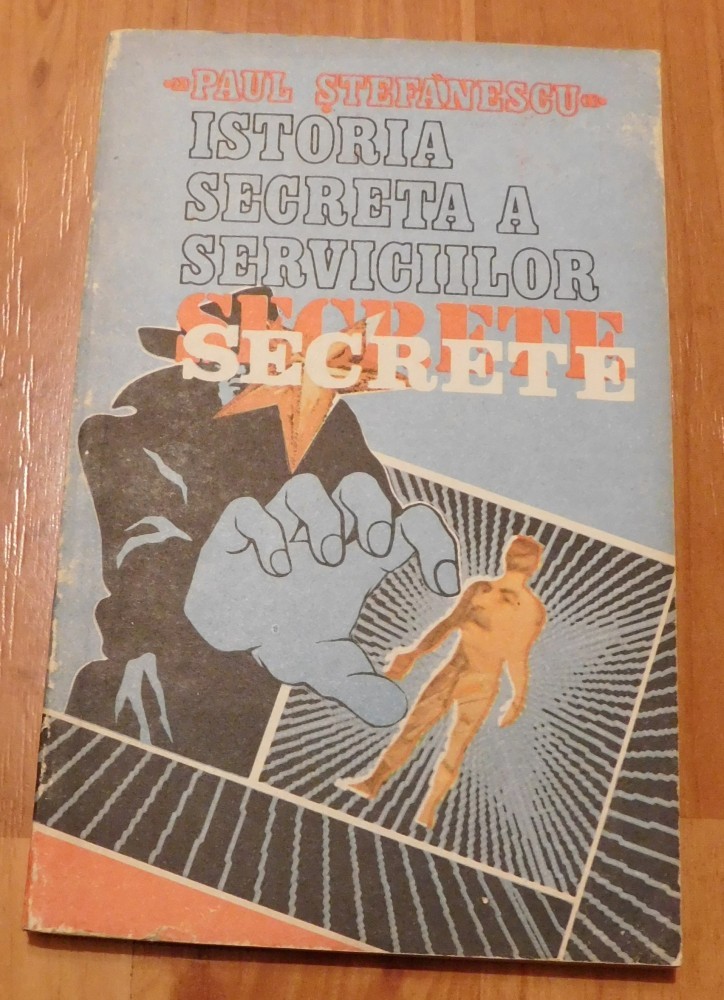 PAUL ŞTEFĂNESCU
ISTORIA
SECRETA A
SERVICIILOR
SECRETE
SECRETE